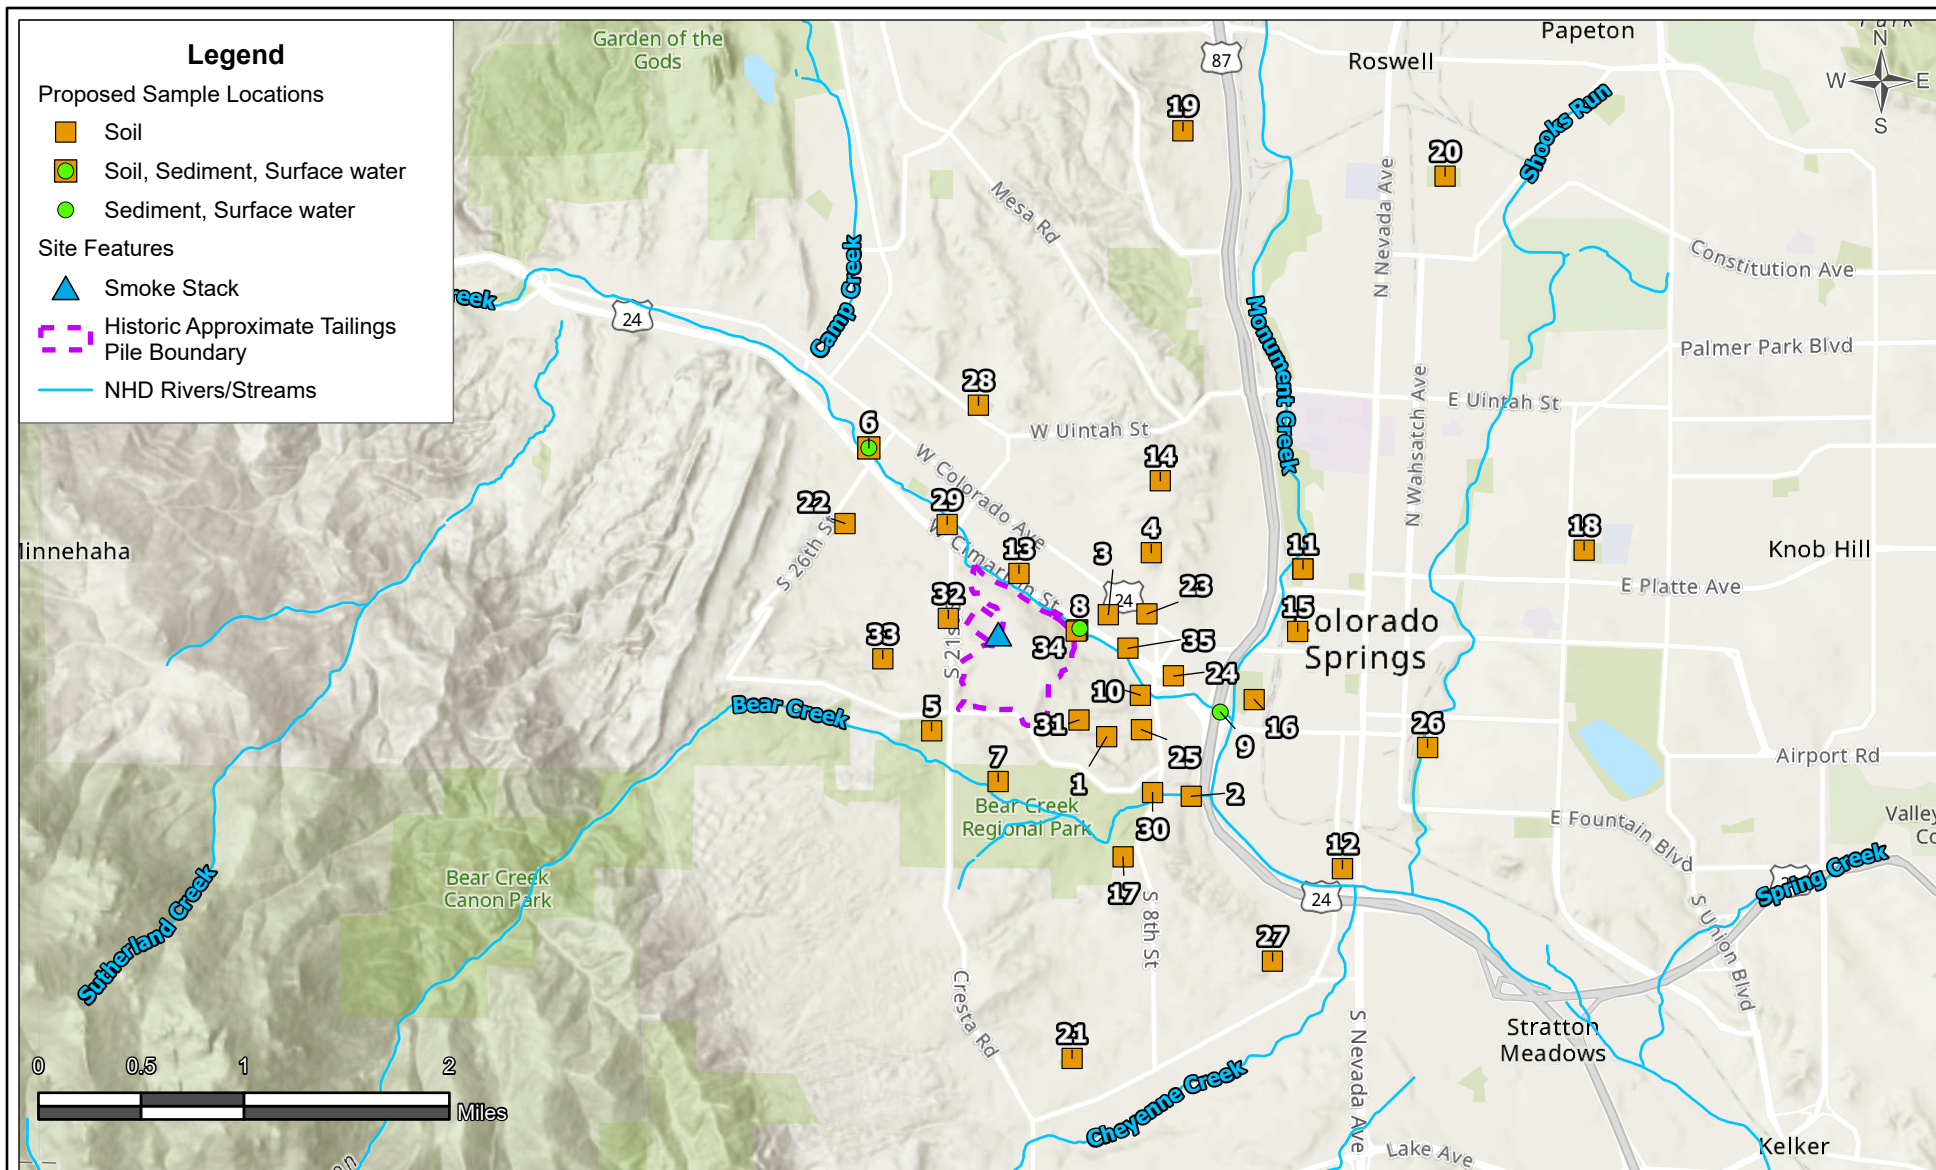 Legend
Proposed Sample Locations
Soil
Soil, Sediment, Surface water
Sediment, Surface water
Site Features
Smoke Stack
Historic Approximate Tailings
Pile Boundary
NHD Rivers/Streams
Garden of the
Gods
87
Roswell
Papeton
Park
N
W
E
S
19
20
Shooks Run
Mesa Rd
N Nevada Ave
Constitution Ave
Camp Creek
reek
24
Monument Creek
Palmer Park Blvd
28
E Uintah St
N Wahsatch Ave
6
W Uintah St
W Colorado Ave
14
22
29
W Cimarron St
4
18
Knob Hill
S 26th St
13
3
11
E Platte Ave
24
23
32
8
15
Colorado
Springs
33
S 21st
34
35
24
10
Bear Creek
5
31
16
26
9
Airport Rd
25
7
1
2
Bear Creek
Regional Park
30
E Fountain Blvd
Valley
Co
12
17
Bear Creek
Canon Park
24
Spring Creek
Sutherland Creek
S 8th St
S Union Blvd
27
Cresta Rd
21
S Nevada Ave
Stratton
Meadows
Cheyenne Creek
Lake Ave
Kelker
0
0.5
1
2
Miles